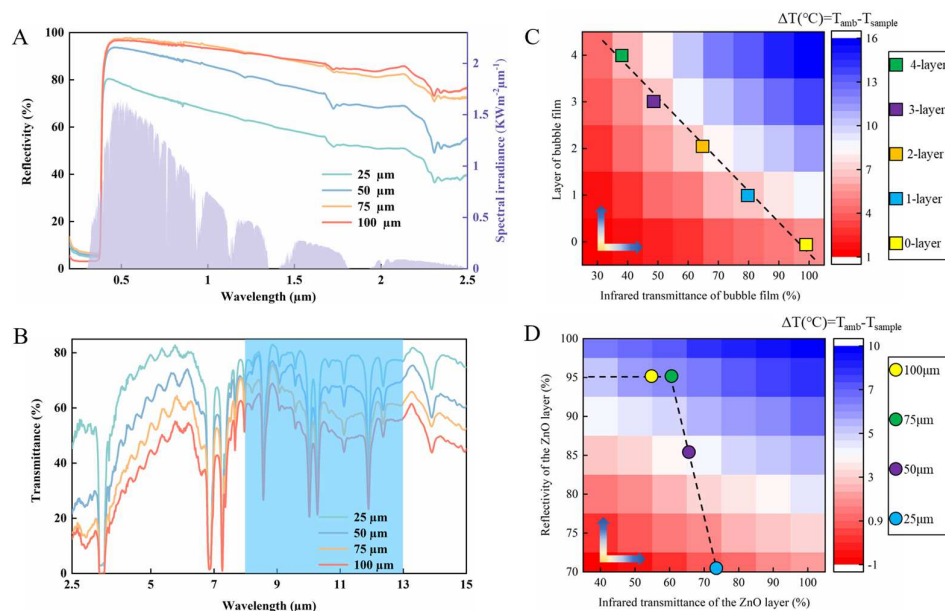 A
Reflectivity (%)
100
80
60
40
20
0
0.5
1
1.5
2
2.5
Wavelength (µm)
25 µm
50 µm
75 µm
100 µm
2
1.5
1
0.5
0
Spectral irradiance (KWm⁻²µm⁻¹)
C
ΔT(°C)=Tamb-Tsample
Layer of bubble film
4
3
2
1
0
30 40 50 60 70 80 90 100
Infrared transmittance of bubble film (%)
16
13
10
7
4
1
4-layer
3-layer
2-layer
1-layer
0-layer
B
Transmittance (%)
80
60
40
20
0
2.5
5
7
9
11
13
15
Wavelength (µm)
25 µm
50 µm
75 µm
100 µm
D
ΔT(°C)=Tamb-Tsample
Reflectivity of the ZnO layer (%)
100
95
90
85
80
75
70
40 50 60 70 80 90 100
Infrared transmittance of the ZnO layer (%)
10
7
5
3
0.9
-1
100µm
75µm
50µm
25µm